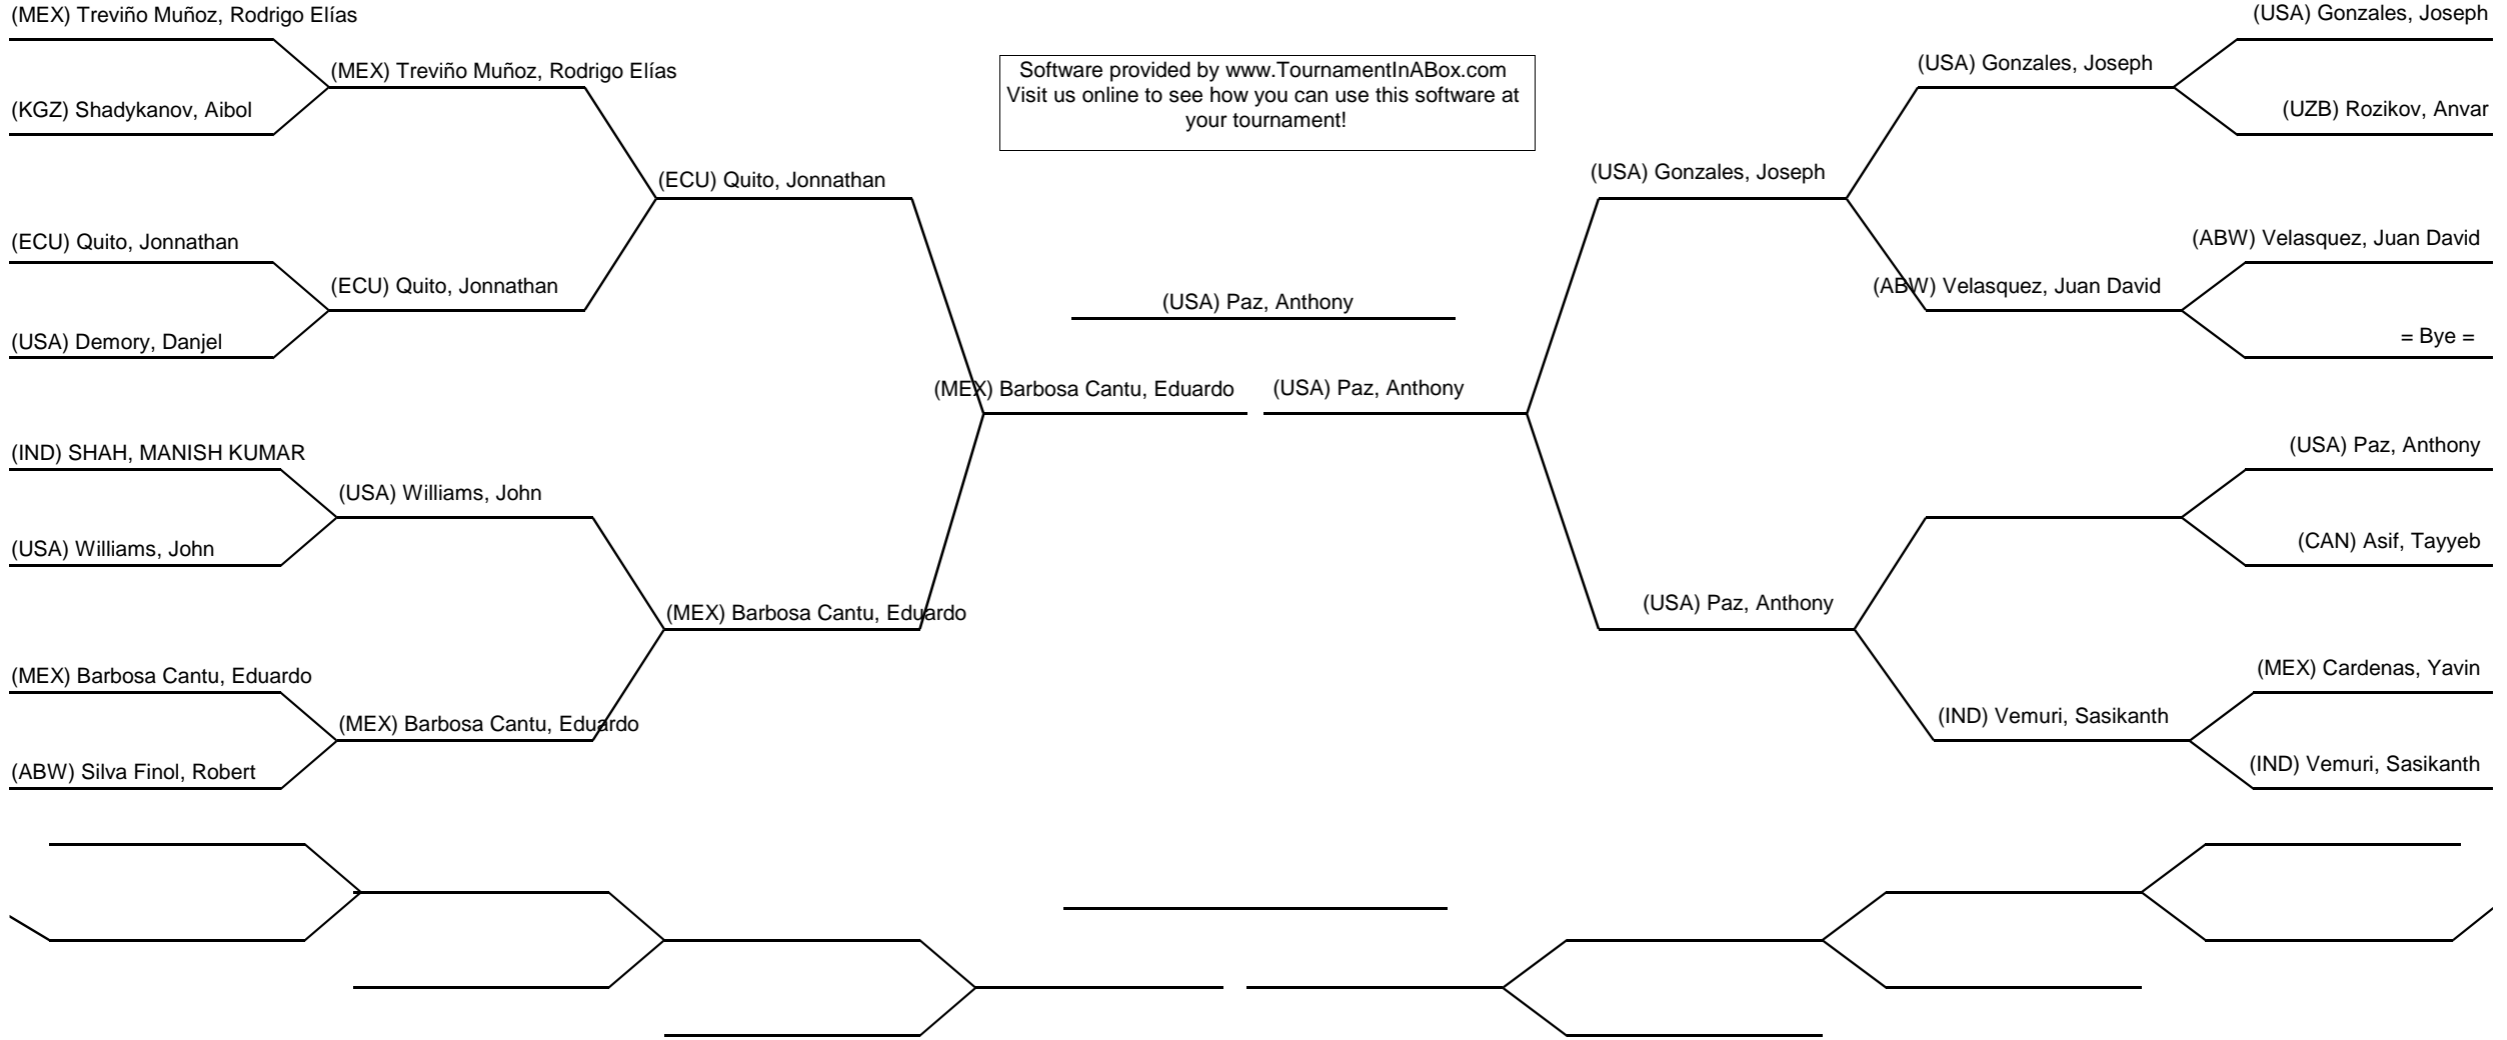 (MEX) Treviño Muñoz, Rodrigo Elías
(KGZ) Shadykanov, Aibol
(ECU) Quito, Jonnathan
(USA) Demory, Danjel
(IND) SHAH, MANISH KUMAR
(USA) Williams, John
(MEX) Barbosa Cantu, Eduardo
(ABW) Silva Finol, Robert
(MEX) Treviño Muñoz, Rodrigo Elías
(ECU) Quito, Jonnathan
(USA) Williams, John
(MEX) Barbosa Cantu, Eduardo
(ECU) Quito, Jonnathan
(MEX) Barbosa Cantu, Eduardo
(MEX) Barbosa Cantu, Eduardo
Software provided by www.TournamentInABox.com
Visit us online to see how you can use this software at
your tournament!
(USA) Paz, Anthony
(USA) Paz, Anthony
(USA) Gonzales, Joseph
(USA) Paz, Anthony
(USA) Gonzales, Joseph
(ABW) Velasquez, Juan David
(IND) Vemuri, Sasikanth
(USA) Gonzales, Joseph
(UZB) Rozikov, Anvar
(ABW) Velasquez, Juan David
= Bye =
(USA) Paz, Anthony
(CAN) Asif, Tayyeb
(MEX) Cardenas, Yavin
(IND) Vemuri, Sasikanth